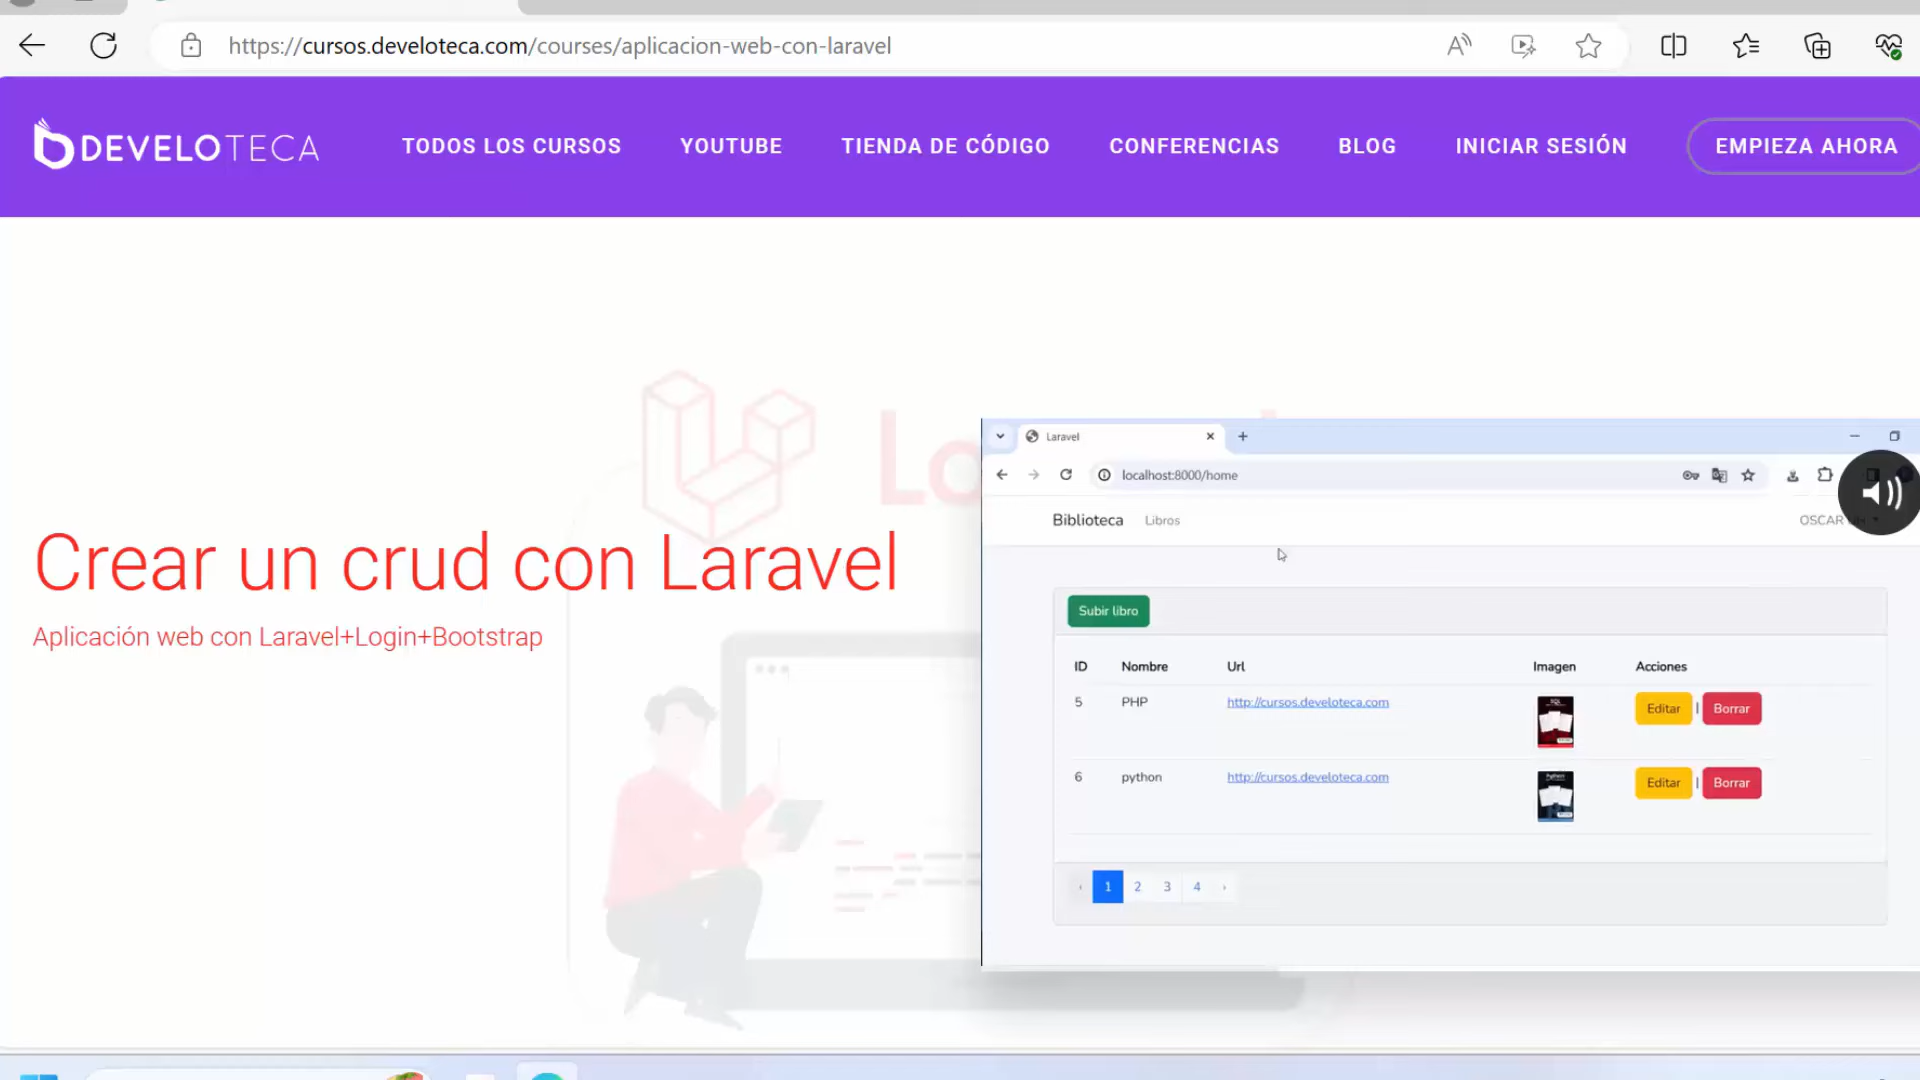 https://cursos.develoteca.com/courses/aplicacion-web-con-laravel
DEVELOTECA
TODOS LOS CURSOS
YOUTUBE
TIENDA DE CÓDIGO
CONFERENCIAS
BLOG
INICIAR SESIÓN
EMPIEZA AHORA
Crear un crud con Laravel
Aplicación web con Laravel+Login+Bootstrap
Laravel
localhost:8000/home
Biblioteca
Libros
OSCAR
Subir libro
ID Nombre Url Imagen Acciones
5 PHP http://cursos.develoteca.com SQL Editar | Borrar
6 python http://cursos.develoteca.com Python Editar | Borrar
‹ 1 2 3 4 ›